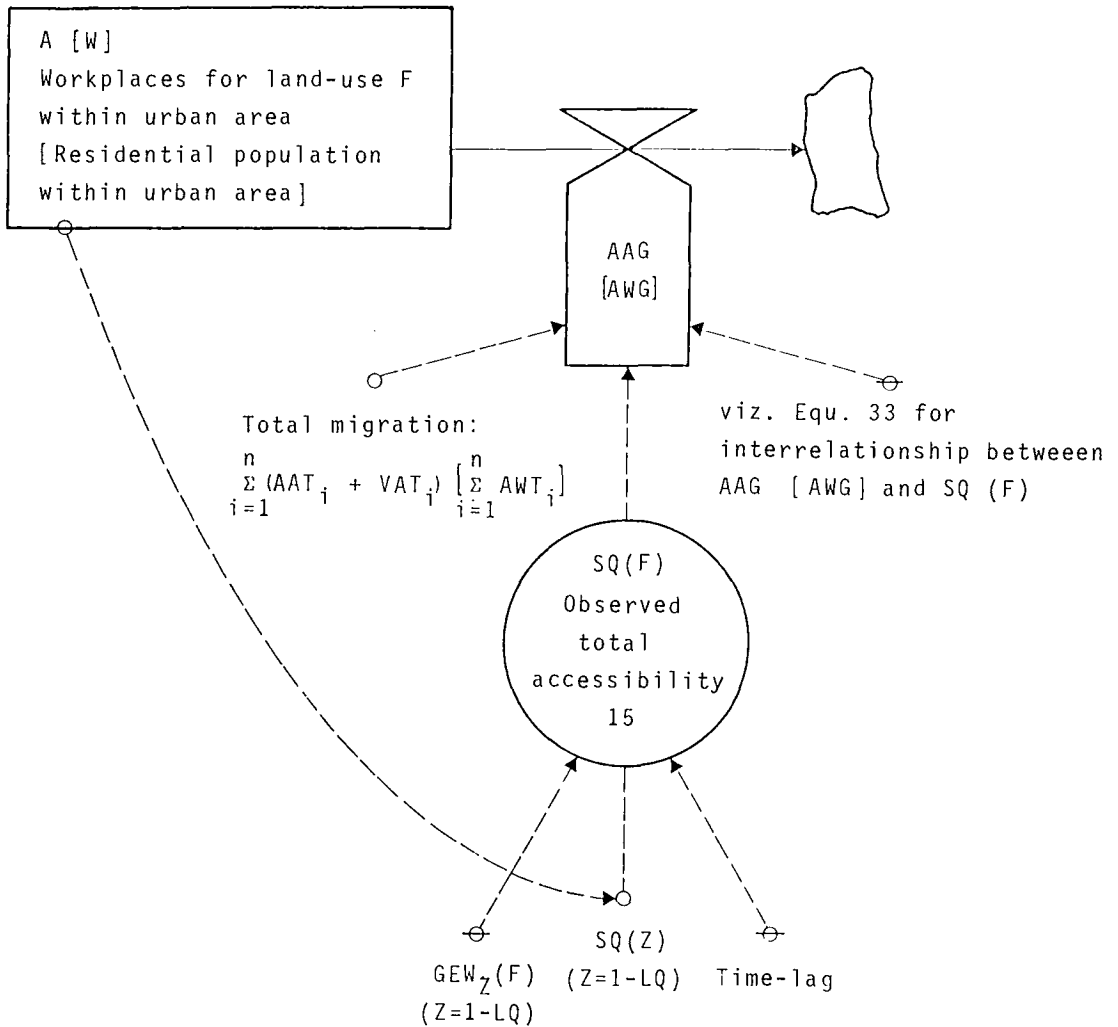 A [W]
Workplaces for land-use F
within urban area
[Residential population
within urban area]
AAG
[AWG]
Total migration:
n
Σ (AAT_i + VAT_i) [Σ AWT_i]
i=1
n
i=1
viz. Equ. 33 for
interrelationship betweeen
AAG [AWG] and SQ (F)
SQ(F)
Observed
total
accessibility
15
GEW_Z(F)
(Z=1-LQ)
SQ(Z)
(Z=1-LQ)
Time-lag